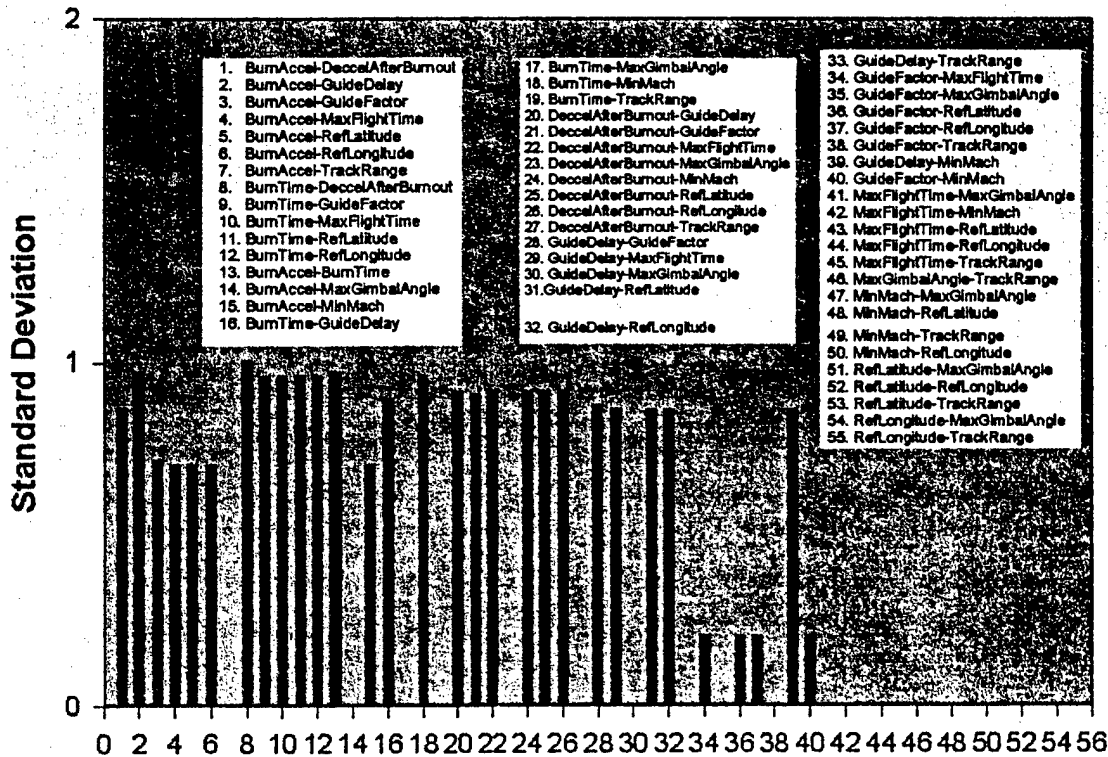 2
1
0
Standard Deviation
1. BurnAccel-DeccelAfterBurnout
2. BurnAccel-GuideDelay
3. BurnAccel-GuideFactor
4. BurnAccel-MaxFlightTime
5. BurnAccel-RefLatitude
6. BurnAccel-RefLongitude
7. BurnAccel-TrackRange
8. BurnTime-DeccelAfterBurnout
9. BurnTime-GuideFactor
10. BurnTime-MaxFlightTime
11. BurnTime-RefLatitude
12. BurnTime-RefLongitude
13. BurnAccel-BurnTime
14. BurnAccel-MaxGimbalAngle
15. BurnAccel-MinMach
16. BurnTime-GuideDelay
17. BurnTime-MaxGimbalAngle
18. BurnTime-MinMach
19. BurnTime-TrackRange
20. DeccelAfterBurnout-GuideDelay
21. DeccelAfterBurnout-GuideFactor
22. DeccelAfterBurnout-MaxFlightTime
23. DeccelAfterBurnout-MaxGimbalAngle
24. DeccelAfterBurnout-MinMach
25. DeccelAfterBurnout-RefLatitude
26. DeccelAfterBurnout-RefLongitude
27. DeccelAfterBurnout-TrackRange
28. GuideDelay-GuideFactor
29. GuideDelay-MaxFlightTime
30. GuideDelay-MaxGimbalAngle
31.GuideDelay-RefLatitude
32. GuideDelay-RefLongitude
33. GuideDelay-TrackRange
34. GuideFactor-MaxFlightTime
35. GuideFactor-MaxGimbalAngle
36. GuideFactor-RefLatitude
37. GuideFactor-RefLongitude
38. GuideFactor-TrackRange
39. GuideDelay-MinMach
40. GuideFactor-MinMach
41. MaxFlightTime-MaxGimbalAngle
42. MaxFlightTime-MinMach
43. MaxFlightTime-RefLatitude
44. MaxFlightTime-RefLongitude
45. MaxFlightTime-TrackRange
46. MaxGimbalAngle-TrackRange
47. MinMach-MaxGimbalAngle
48. MinMach-RefLatitude
49. MinMach-TrackRange
50. MinMach-RefLongitude
51. RefLatitude-MaxGimbalAngle
52. RefLatitude-RefLongitude
53. RefLatitude-TrackRange
54. RefLongitude-MaxGimbalAngle
55. RefLongitude-TrackRange
0 2 4 6 8 10 12 14 16 18 20 22 24 26 28 30 32 34 36 38 40 42 44 46 48 50 52 54 56